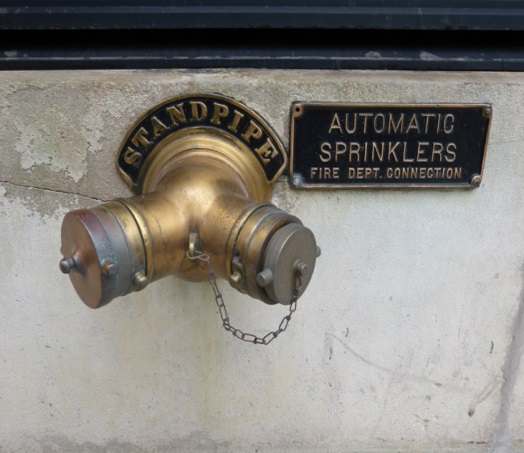 STANDPIPE
AUTOMATIC
SPRINKLERS
FIRE DEPT. CONNECTION